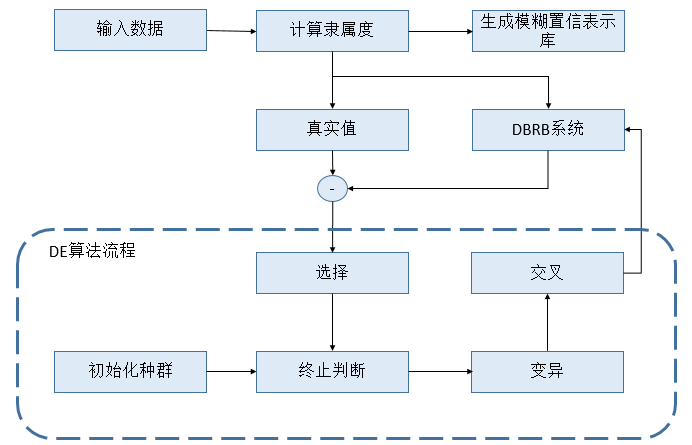 输入数据
计算隶属度
生成模糊置信表示
库
真实值
DBRB系统
-
DE算法流程
选择
交叉
初始化种群
终止判断
变异